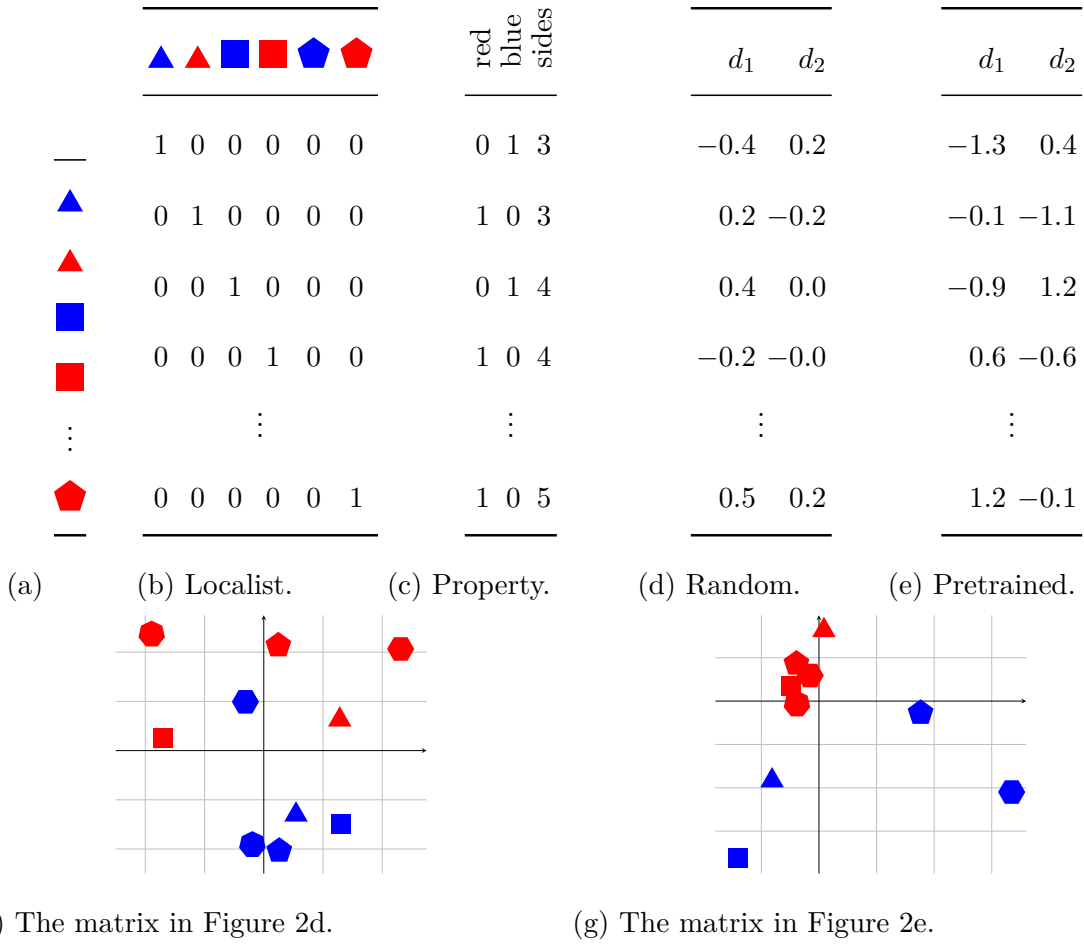 red blue sides
d₁ d₂
d₁ d₂
1 0 0 0 0 0
0 1 3
−0.4 0.2
−1.3 0.4
0 1 0 0 0 0
1 0 3
0.2 −0.2
−0.1 −1.1
0 0 1 0 0 0
0 1 4
0.4 0.0
−0.9 1.2
0 0 0 1 0 0
1 0 4
−0.2 −0.0
0.6 −0.6
⋮ ⋮ ⋮ ⋮ ⋮
0 0 0 0 0 1
1 0 5
0.5 0.2
1.2 −0.1
(a)
(b) Localist.
(c) Property.
(d) Random.
(e) Pretrained.
) The matrix in Figure 2d.
(g) The matrix in Figure 2e.